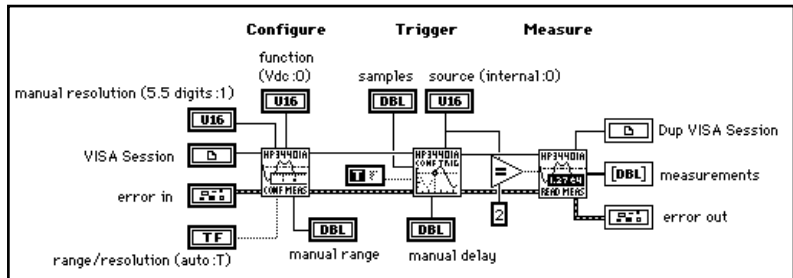 Configure Trigger Measure
function
(Vdc:0)
samples
source (internal:0)
manual resolution (5.5 digits:1)
U16
DBL
U16
U16
VISA Session
HP34401A
CONF MEAS
HP34401A
CONF TRIG
HP34401A
READ MEAS
Dup VISA Session
T F
=
[DBL]
measurements
error in
2
error out
TF
DBL
DBL
range/resolution (auto:T)
manual range
manual delay